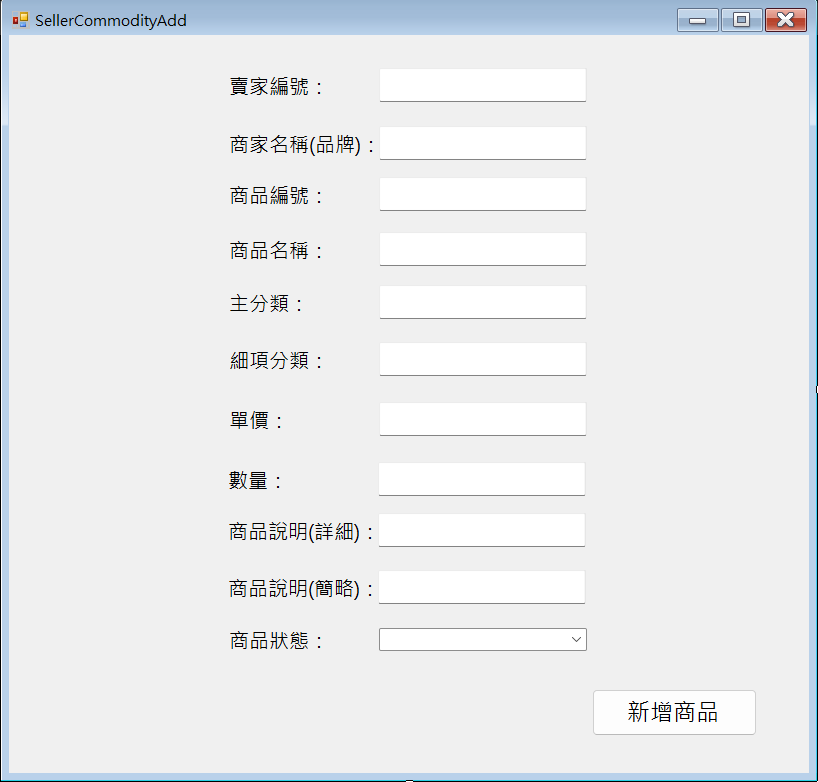 SellerCommodityAdd
賣家編號：
商家名稱(品牌)：
商品編號：
商品名稱：
主分類：
細項分類：
單價：
數量：
商品說明(詳細)：
商品說明(簡略)：
商品狀態：
新增商品